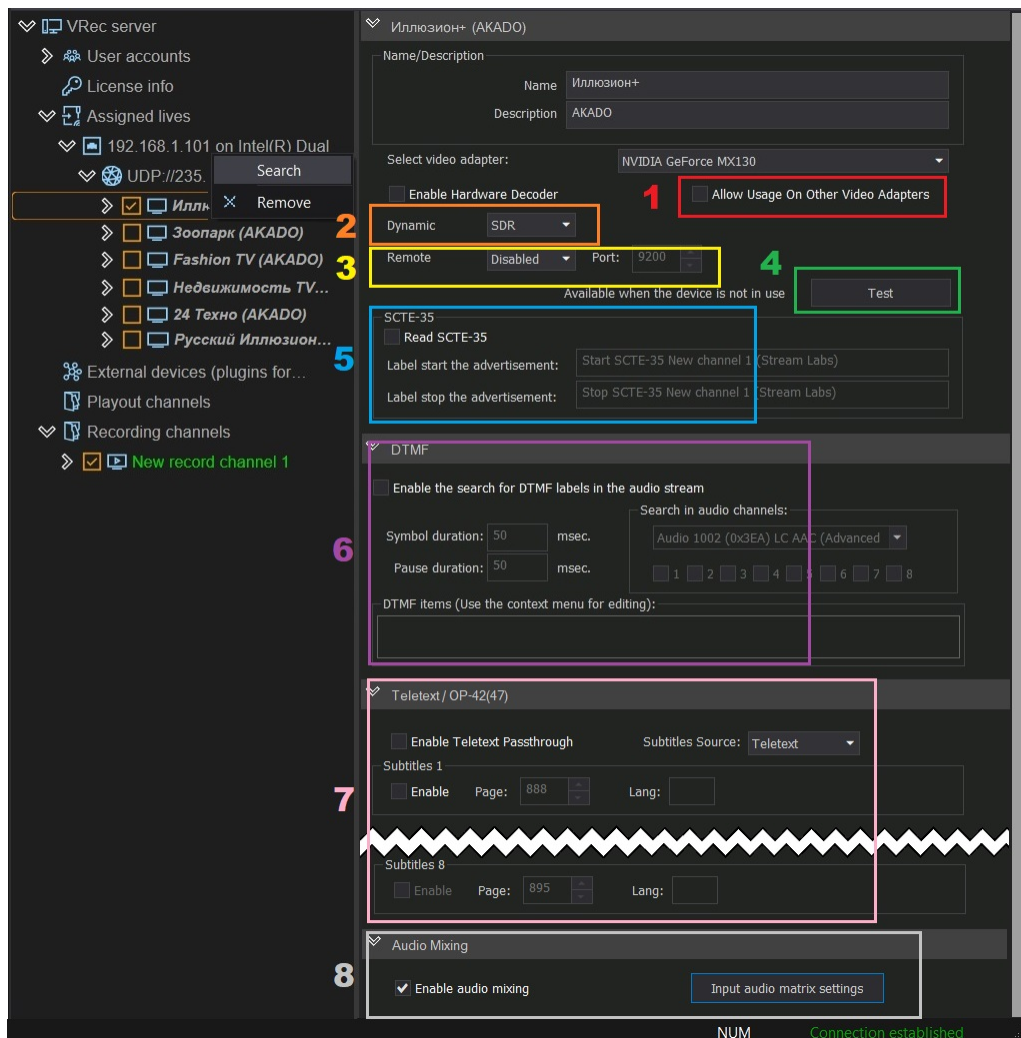 VRec server
User accounts
License info
Assigned lives
192.168.1.101 on Intel(R) Dual
UDP://235.
Search
Remove
Зоопарк (AKADO)
Fashion TV (AKADO)
Недвижимость TV...
24 Техно (AKADO)
Русский Иллюзион...
External devices (plugins for...
Playout channels
Recording channels
New record channel 1
Иллюзион+ (AKADO)
Name/Description
Name Иллюзион+
Description AKADO
Select video adapter: NVIDIA GeForce MX130
Enable Hardware Decoder 1 Allow Usage On Other Video Adapters
2 Dynamic SDR
3 Remote Disabled Port: 9200 4
Available when the device is not in use Test
SCTE-35
Read SCTE-35
5 Label start the advertisement: Start SCTE-35 New channel 1 (Stream Labs)
Label stop the advertisement: Stop SCTE-35 New channel 1 (Stream Labs)
DTMF
Enable the search for DTMF labels in the audio stream
Search in audio channels:
6 Symbol duration: 50 msec. Audio 1002 (0x3EA) LC AAC (Advanced
Pause duration: 50 msec. 1 2 3 4 5 6 7 8
DTMF items (Use the context menu for editing):
Teletext / OP-42(47)
Enable Teletext Passthrough Subtitles Source: Teletext
Subtitles 1
7 Enable Page: 888 Lang:
Subtitles 8
Enable Page: 895 Lang:
Audio Mixing
8 Enable audio mixing Input audio matrix settings
NUM Connection established